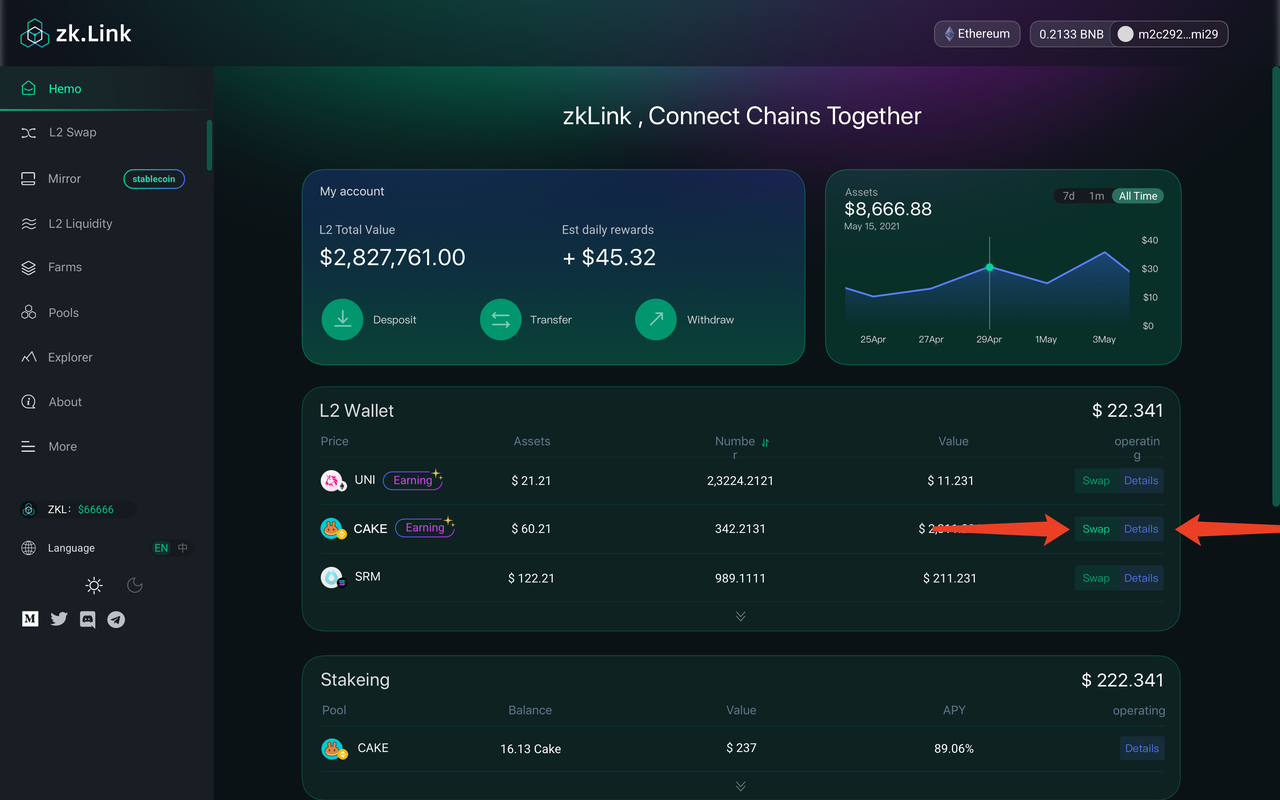 zk.Link
Ethereum
0.2133 BNB
m2c292...mi29
Hemo
L2 Swap
Mirror
stablecoin
L2 Liquidity
Farms
Pools
Explorer
About
More
ZKL: $66666
Language
EN 中
M
zkLink , Connect Chains Together
My account
L2 Total Value
Est daily rewards
$2,827,761.00
+ $45.32
Desposit
Transfer
Withdraw
Assets
7d 1m All Time
$8,666.88
May 15, 2021
$40
$30
$10
$0
25Apr 27Apr 29Apr 1May 3May
L2 Wallet
$ 22.341
Price Assets Numbe Value operatin
r g
UNI Earning $ 21.21 2,3224.2121 $ 11.231 Swap Details
CAKE Earning $ 60.21 342.2131 $ Swap Details
SRM $ 122.21 989.1111 $ 211.231 Swap Details
Stakeing
$ 222.341
Pool Balance Value APY operating
CAKE 16.13 Cake $ 237 89.06% Details